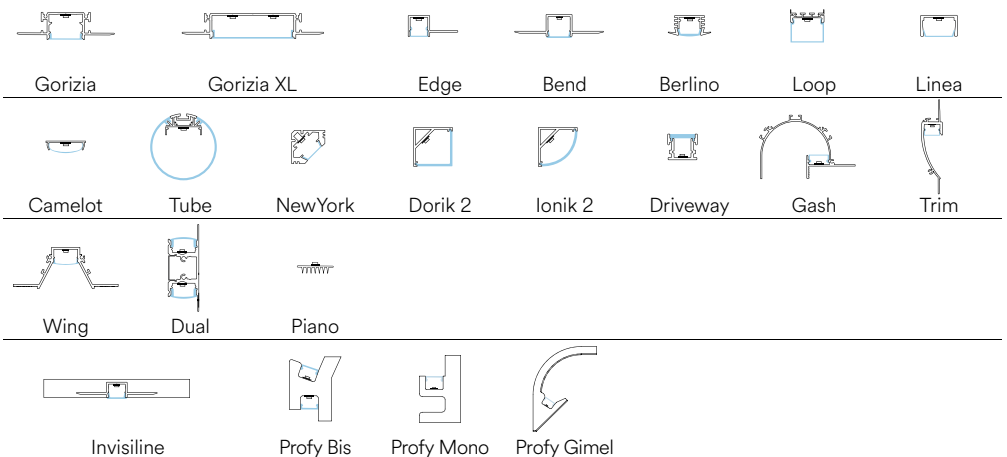 Gorizia Gorizia XL Edge Bend Berlino Loop Linea
Camelot Tube NewYork Dorik 2 Ionik 2 Driveway Gash Trim
Wing Dual Piano
Invisiline Profy Bis Profy Mono Profy Gimel